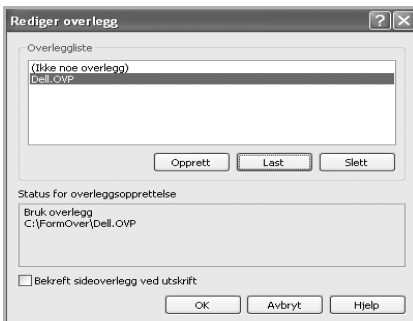 Rediger overlegg
Overleggliste
(Ikke noe overlegg)
Dell.OVP
Opprett
Last
Slett
Status for overleggsopprettelse
Bruk overlegg
C:\FormOver\Dell.OVP
Bekreft sideoverlegg ved utskrift
OK
Avbryt
Hjelp